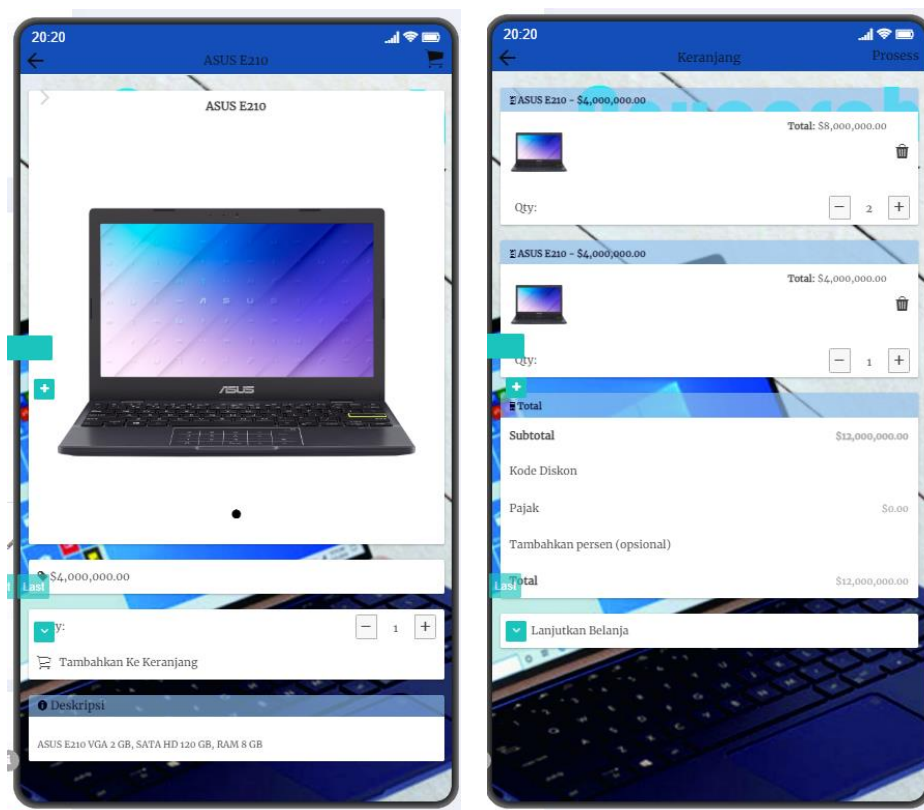 20:20
ASUS E210
ASUS E210
ASUS
$4,000,000.00
Last
y:
1
Tambahkan Ke Keranjang
Deskripsi
ASUS E210 VGA 2 GB, SATA HD 120 GB, RAM 8 GB
20:20
Keranjang
Prosess
ASUS E210 - $4,000,000.00
Total: $8,000,000.00
Qty:
2
ASUS E210 - $4,000,000.00
Total: $4,000,000.00
Qty:
1
Total
Subtotal
$12,000,000.00
Kode Diskon
Pajak
$0.00
Tambahkan persen (opsional)
Last
otal
$12,000,000.00
Lanjutkan Belanja